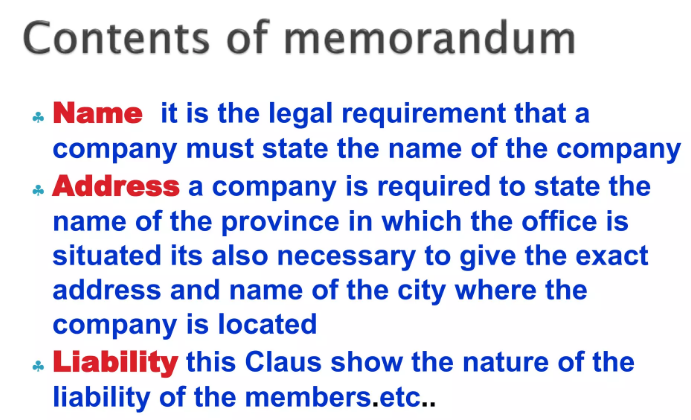 Contents of memorandum
Name it is the legal requirement that a
company must state the name of the company
Address a company is required to state the
name of the province in which the office is
situated its also necessary to give the exact
address and name of the city where the
company is located
Liability this Claus show the nature of the
liability of the members.etc..